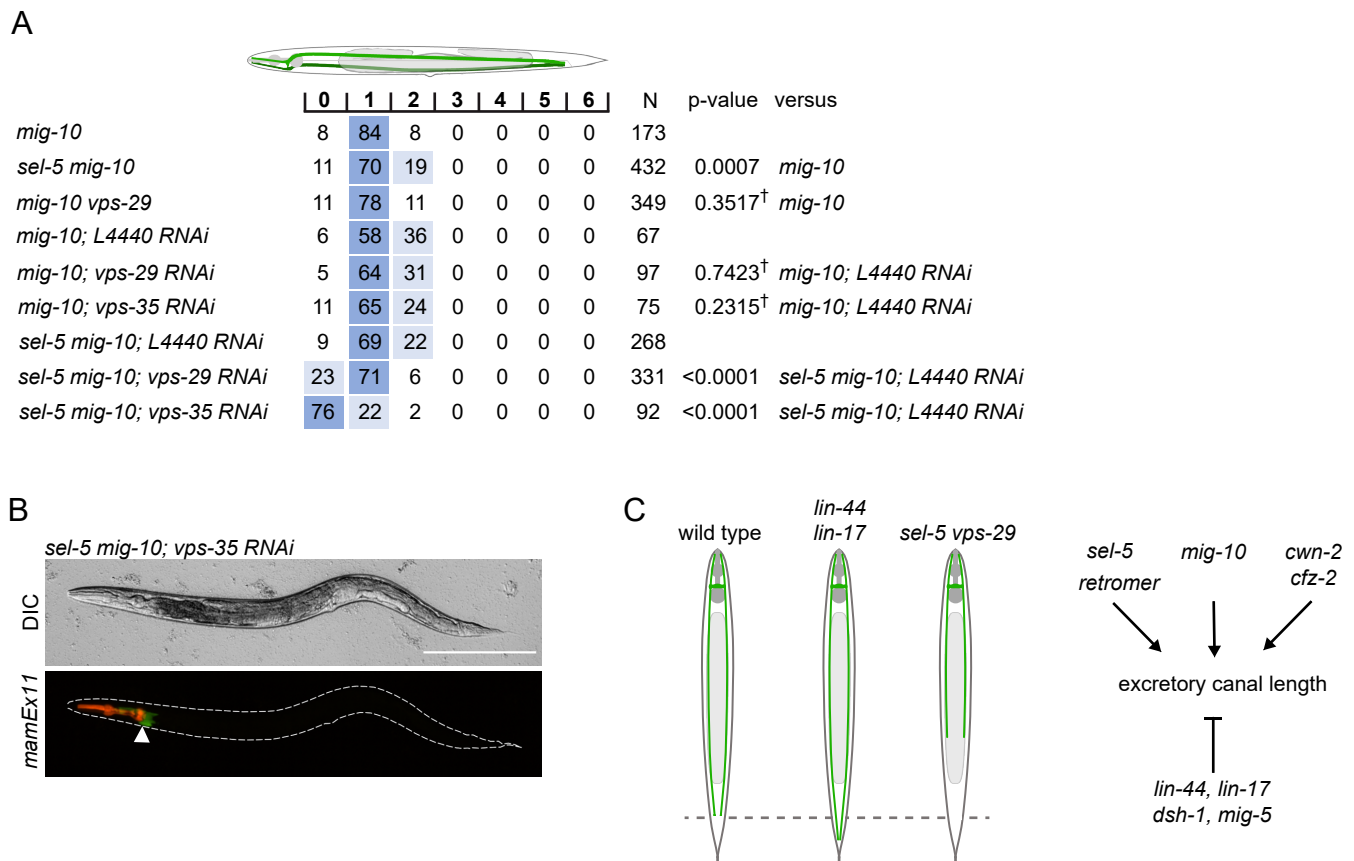 A
0 1 2 3 4 5 6 N p-value versus
mig-10 8 84 8 0 0 0 0 173
sel-5 mig-10 11 70 19 0 0 0 0 432 0.0007 mig-10
mig-10 vps-29 11 78 11 0 0 0 0 349 0.3517† mig-10
mig-10; L4440 RNAi 6 58 36 0 0 0 0 67
mig-10; vps-29 RNAi 5 64 31 0 0 0 0 97 0.7423† mig-10; L4440 RNAi
mig-10; vps-35 RNAi 11 65 24 0 0 0 0 75 0.2315† mig-10; L4440 RNAi
sel-5 mig-10; L4440 RNAi 9 69 22 0 0 0 0 268
sel-5 mig-10; vps-29 RNAi 23 71 6 0 0 0 0 331 <0.0001 sel-5 mig-10; L4440 RNAi
sel-5 mig-10; vps-35 RNAi 76 22 2 0 0 0 0 92 <0.0001 sel-5 mig-10; L4440 RNAi
B
sel-5 mig-10; vps-35 RNAi
DIC
mamEx11
C
wild type
lin-44
lin-17
sel-5 vps-29
sel-5
retromer
mig-10
cwn-2
cfz-2
excretory canal length
lin-44, lin-17
dsh-1, mig-5